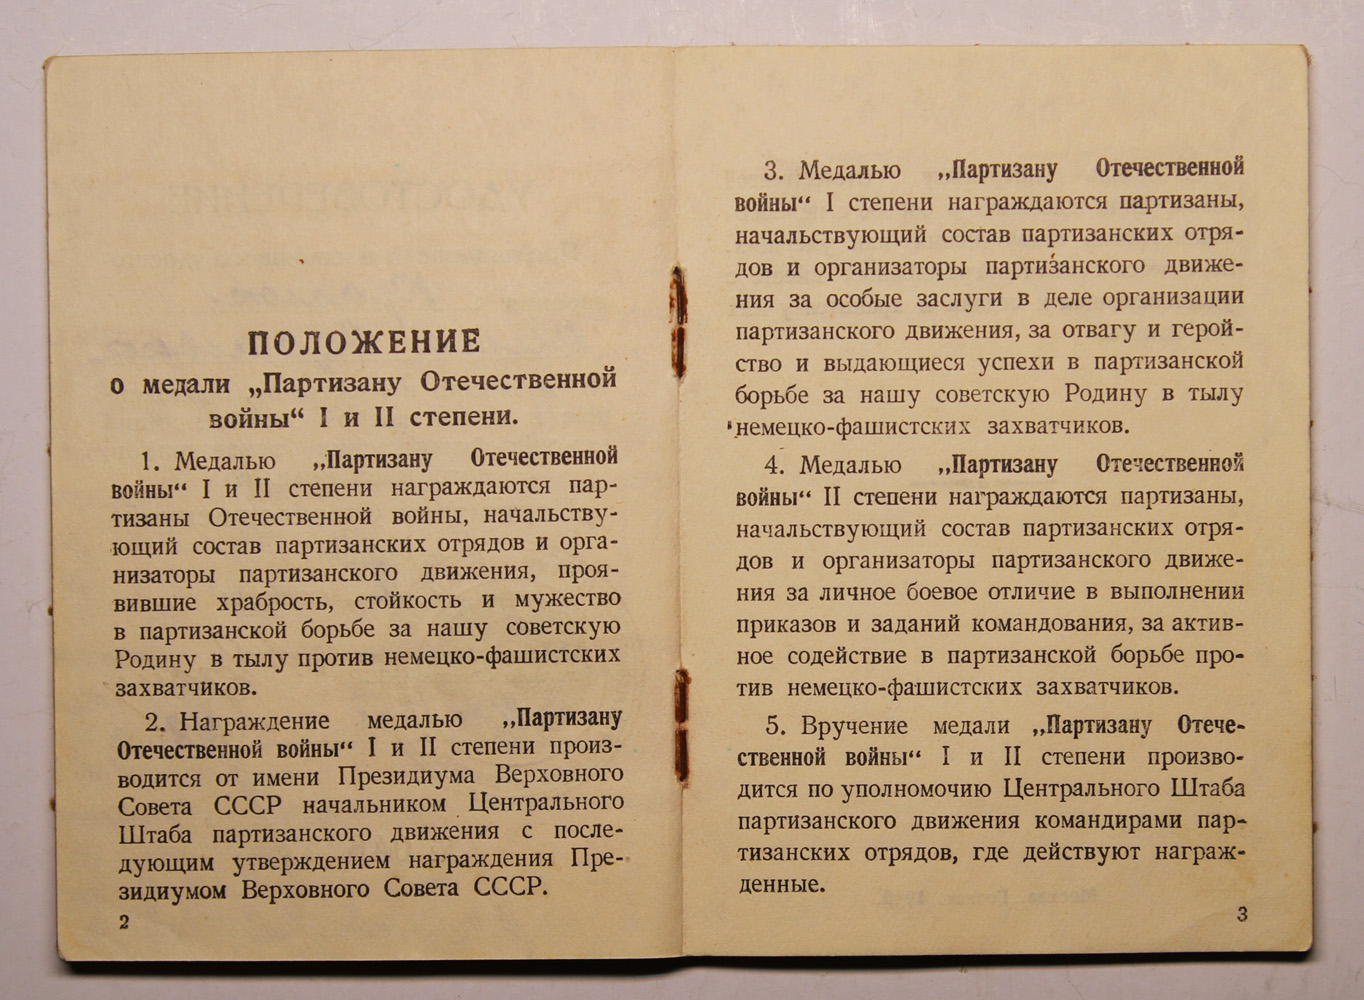 ПОЛОЖЕНИЕ
о медали „Партизану Отечественной
войны“ I и II степени.
1. Медалью „Партизану Отечественной
войны“ I и II степени награждаются пар-
тизаны Отечественной войны, начальству-
ющий состав партизанских отрядов и орга-
низаторы партизанского движения, проя-
вившие храбрость, стойкость и мужество
в партизанской борьбе за нашу советскую
Родину в тылу против немецко-фашистских
захватчиков.
2. Награждение медалью „Партизану
Отечественной войны“ I и II степени произ-
водится от имени Президиума Верховного
Совета СССР начальником Центрального
Штаба партизанского движения с после-
дующим утверждением награждения Пре-
зидиумом Верховного Совета СССР.
2
3. Медалью „Партизану Отечественной
войны“ I степени награждаются партизаны,
начальствующий состав партизанских отря-
дов и организаторы партизанского движе-
ния за особые заслуги в деле организации
партизанского движения, за отвагу и герой-
ство и выдающиеся успехи в партизанской
борьбе за нашу советскую Родину в тылу
немецко-фашистских захватчиков.
4. Медалью „Партизану Отечественной
войны“ II степени награждаются партизаны,
начальствующий состав партизанских отря-
дов и организаторы партизанского движе-
ния за личное боевое отличие в выполнении
приказов и заданий командования, за актив-
ное содействие в партизанской борьбе про-
тив немецко-фашистских захватчиков.
5. Вручение медали „Партизану Отече-
ственной войны“ I и II степени произво-
дится по уполномочию Центрального Штаба
партизанского движения командирами пар-
тизанских отрядов, где действуют награж-
денные.
3